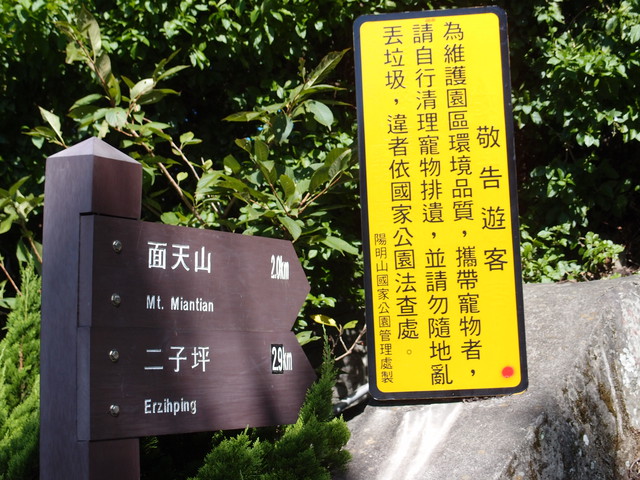 面天山 2.0km
Mt. Miantian
二子坪 2.9km
Erzihping
敬告遊客
為維護園區環境品質，攜帶寵物者，
請自行清理寵物排遺，並請勿隨地亂
丟垃圾，違者依國家公園法查處。
陽明山國家公園管理處製